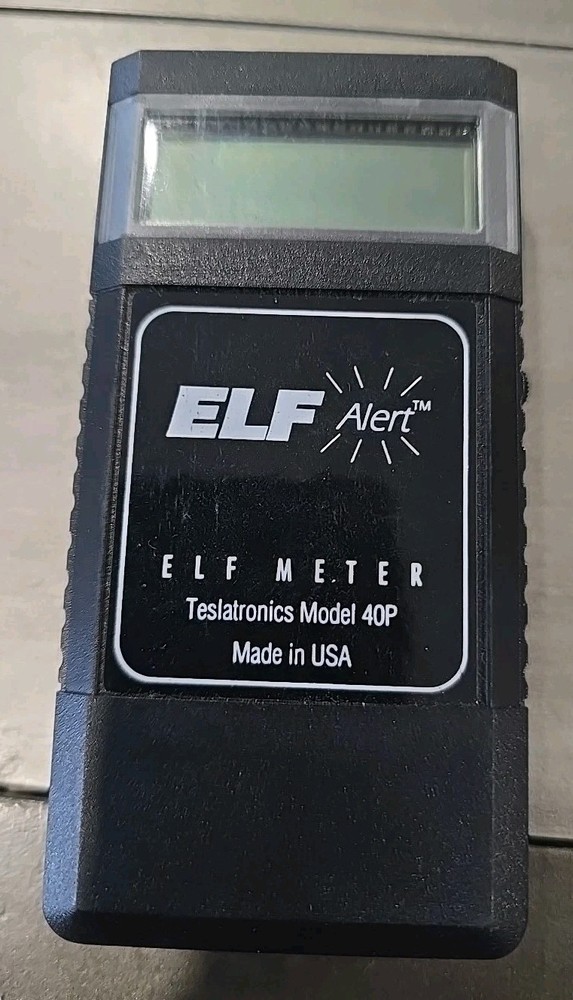 ELF Alert™
ELF METER
Teslatronics Model 40P
Made in USA